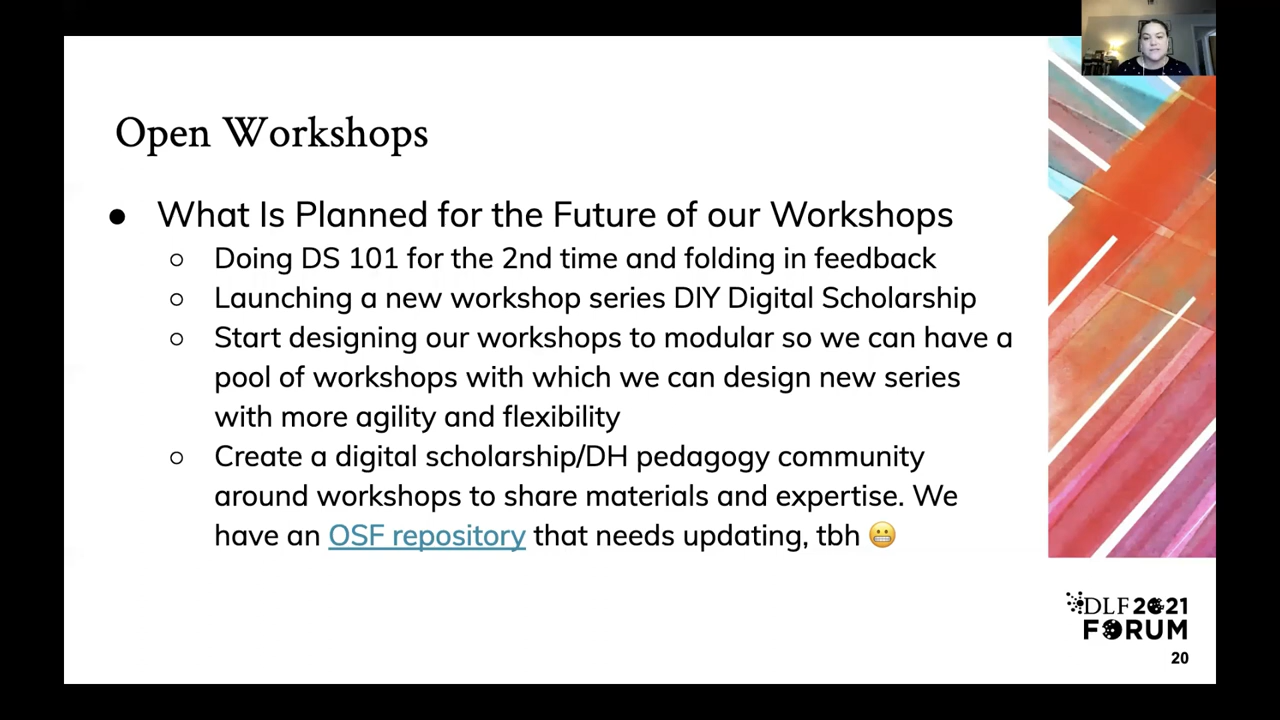 Open Workshops
● What Is Planned for the Future of our Workshops
○ Doing DS 101 for the 2nd time and folding in feedback
○ Launching a new workshop series DIY Digital Scholarship
○ Start designing our workshops to modular so we can have a
pool of workshops with which we can design new series
with more agility and flexibility
○ Create a digital scholarship/DH pedagogy community
around workshops to share materials and expertise. We
have an OSF repository that needs updating, tbh 😬
DLF 2021
FORUM
20